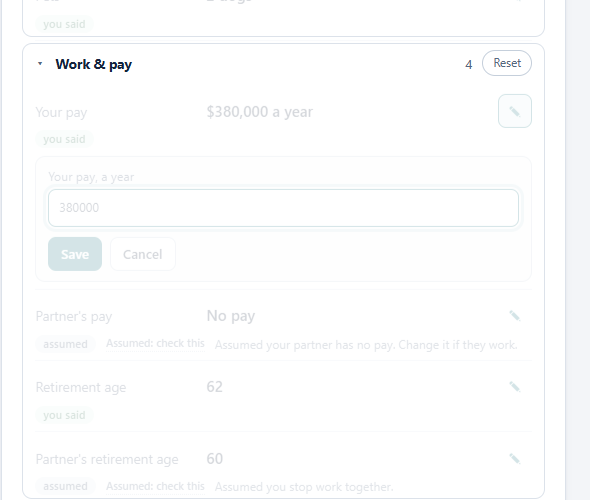 you said
Work & pay 4 Reset
Your pay $380,000 a year
you said
Your pay, a year
380000
Save Cancel
Partner's pay No pay
assumed Assumed: check this Assumed your partner has no pay. Change it if they work.
Retirement age 62
you said
Partner's retirement age 60
assumed Assumed: check this Assumed you stop work together.